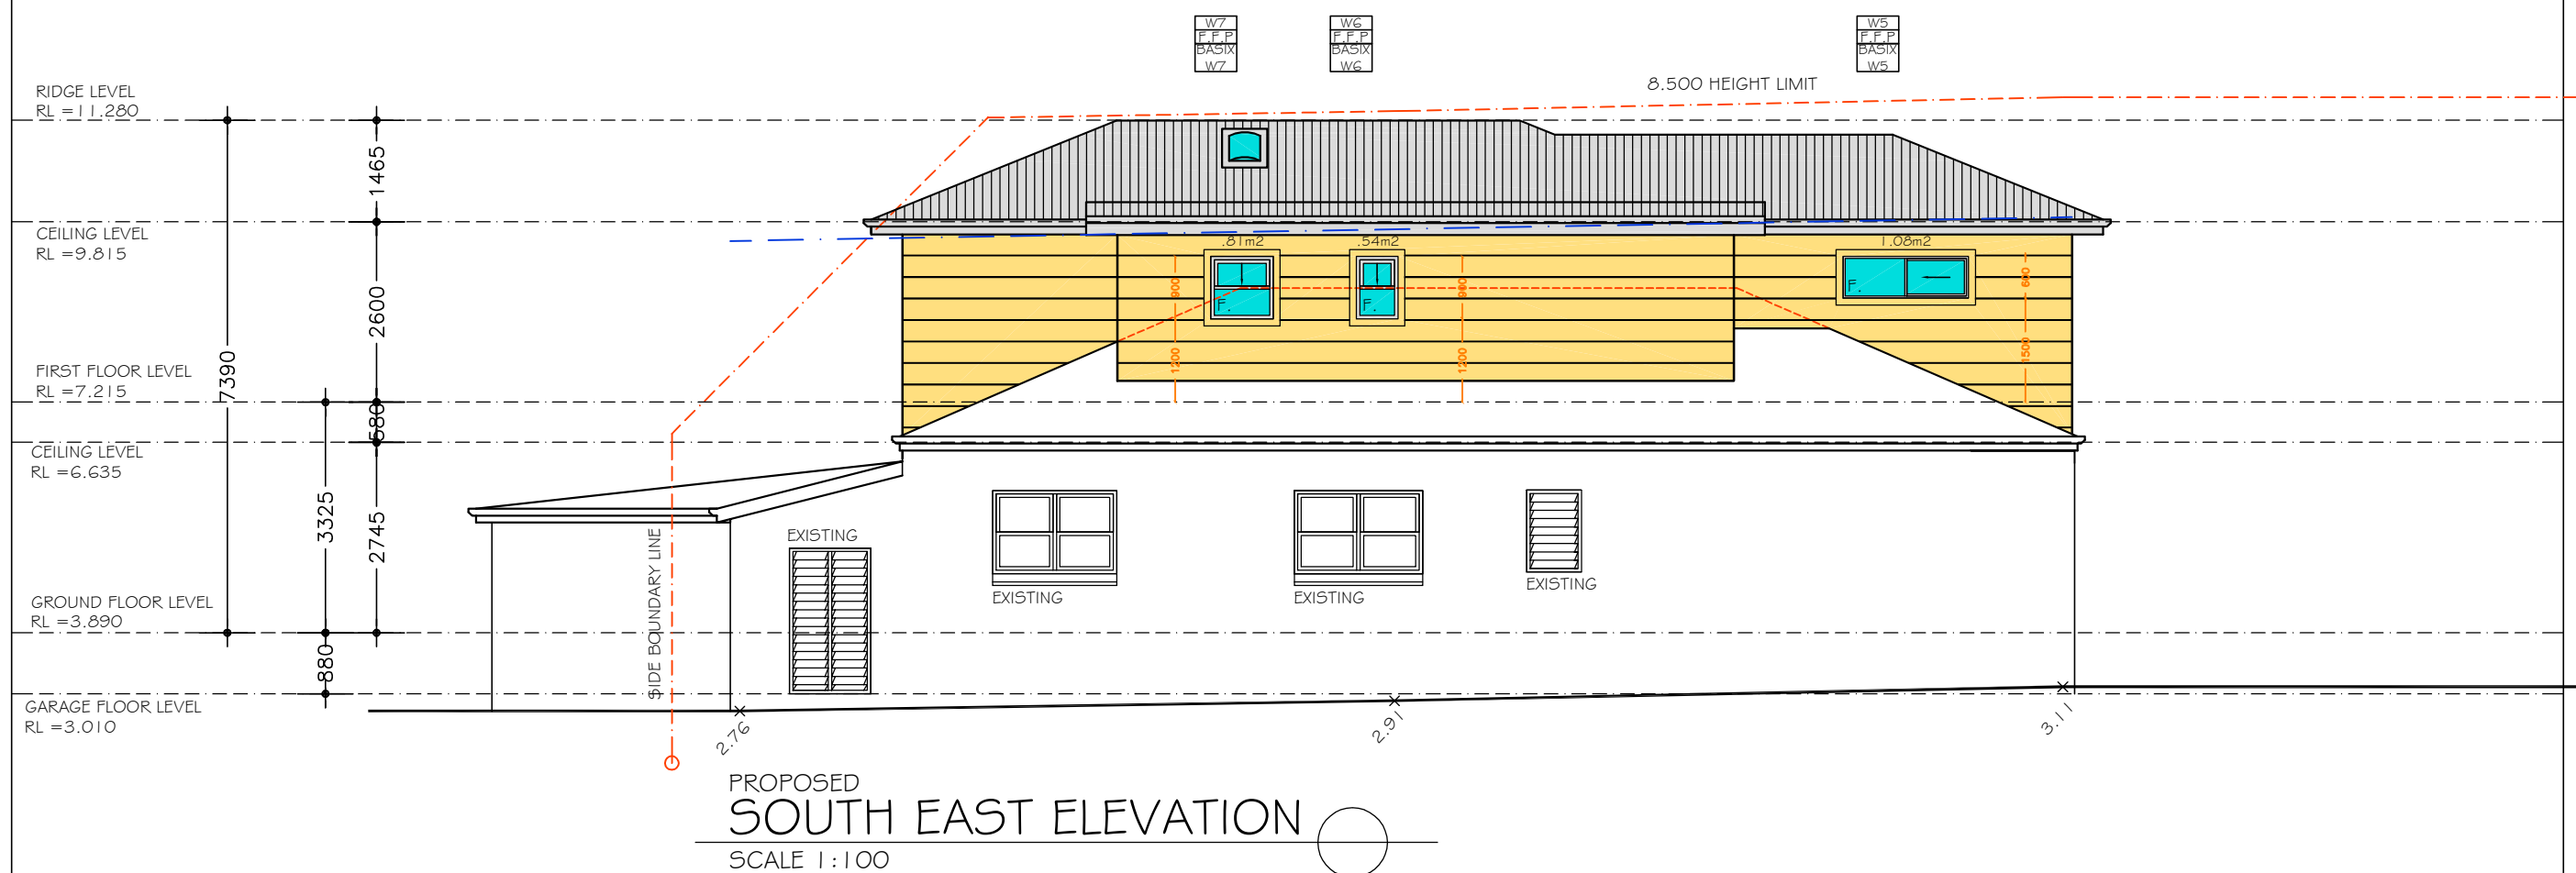 W7
F.F.P
BASIX
W7
W6
F.F.P
BASIX
W6
W5
F.F.P
BASIX
W5
8.500 HEIGHT LIMIT
RIDGE LEVEL
RL =11.280
1465
CEILING LEVEL
RL =9.815
.81m2
.54m2
1.08m2
F.
F.
F.
900
900
600
2600
7390
1200
1200
1500
FIRST FLOOR LEVEL
RL =7.215
580
CEILING LEVEL
RL =6.635
3325
2745
SIDE BOUNDARY LINE
EXISTING
EXISTING
EXISTING
EXISTING
GROUND FLOOR LEVEL
RL =3.890
880
GARAGE FLOOR LEVEL
RL =3.010
2.76
2.91
3.11
PROPOSED
SOUTH EAST ELEVATION
SCALE 1:100